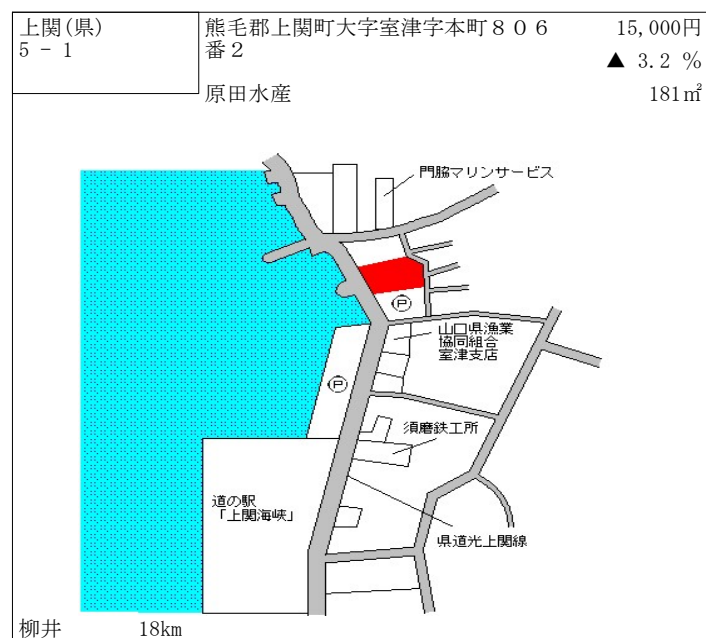 上関(県)
5 － 1
熊毛郡上関町大字室津字本町８０６
番２
原田水産
15,000円
▲ 3.2 %
181㎡
門脇マリンサービス
Ⓟ
山口県漁業
協同組合
室津支店
Ⓟ
須磨鉄工所
道の駅
「上関海峡」
県道光上関線
柳井 18km